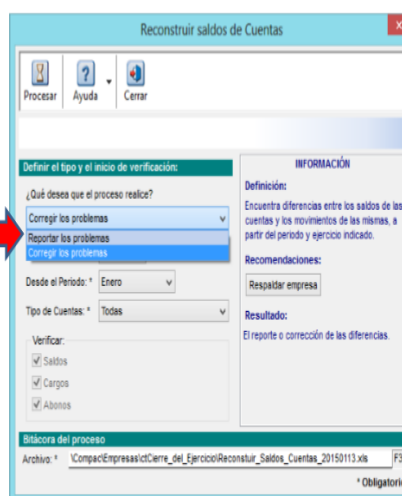 Reconstruir saldos de Cuentas
x
Procesar
Ayuda
Cerrar
Definir el tipo y el inicio de verificación:
¿Qué desea que el proceso realice?
Corregir los problemas
Reportar los problemas
Corregir los problemas
Desde el Periodo: * Enero
Tipo de Cuentas: * Todas
Verificar:
Saldos
Cargos
Abonos
INFORMACIÓN
Definición:
Encuentra diferencias entre los saldos de las
cuentas y los movimientos de las mismas, a
partir del periodo y ejercicio indicado.
Recomendaciones:
Respaldar empresa
Resultado:
El reporte o corrección de las diferencias.
Bitácora del proceso
Archivo: * \Compac\Empresas\ctCierre_del_Ejercicio\Reconstuir_Saldos_Cuentas_20150113.xls F3
* Obligatorio